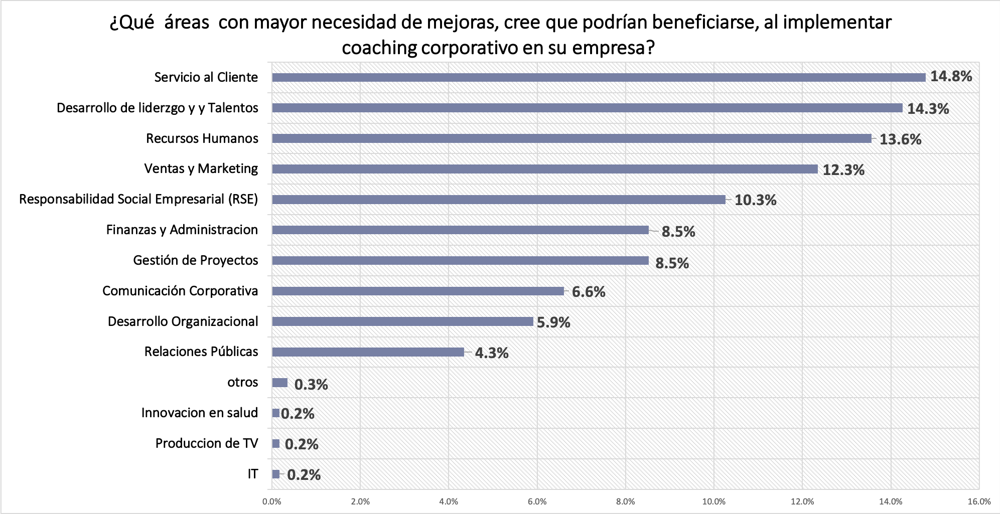 ¿Qué áreas con mayor necesidad de mejoras, cree que podrían beneficiarse, al implementar
coaching corporativo en su empresa?
Servicio al Cliente 14.8%
Desarrollo de liderzgo y y Talentos 14.3%
Recursos Humanos 13.6%
Ventas y Marketing 12.3%
Responsabilidad Social Empresarial (RSE) 10.3%
Finanzas y Administracion 8.5%
Gestión de Proyectos 8.5%
Comunicación Corporativa 6.6%
Desarrollo Organizacional 5.9%
Relaciones Públicas 4.3%
otros 0.3%
Innovacion en salud 0.2%
Produccion de TV 0.2%
IT 0.2%
0.0% 2.0% 4.0% 6.0% 8.0% 10.0% 12.0% 14.0% 16.0%